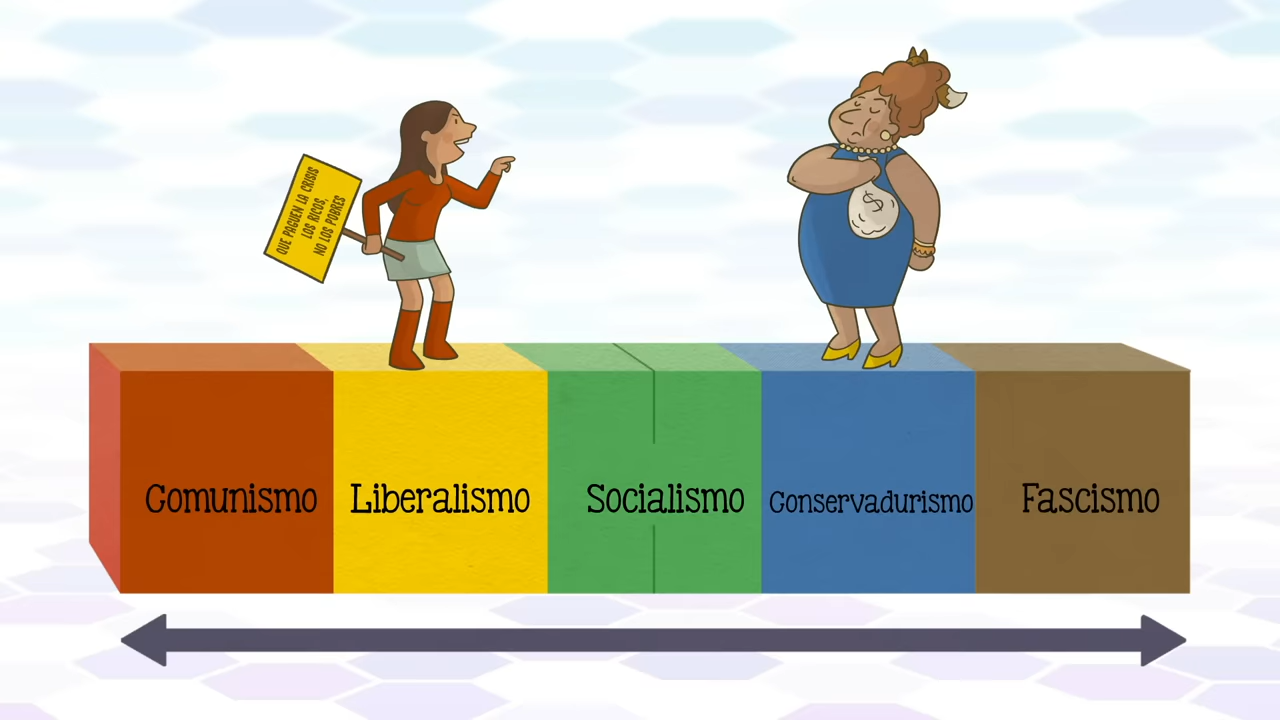 QUE PAGUEN LA CRISIS
LOS RICOS,
NO LOS POBRES
$
Comunismo
Liberalismo
Socialismo
Conservadurismo
Fascismo